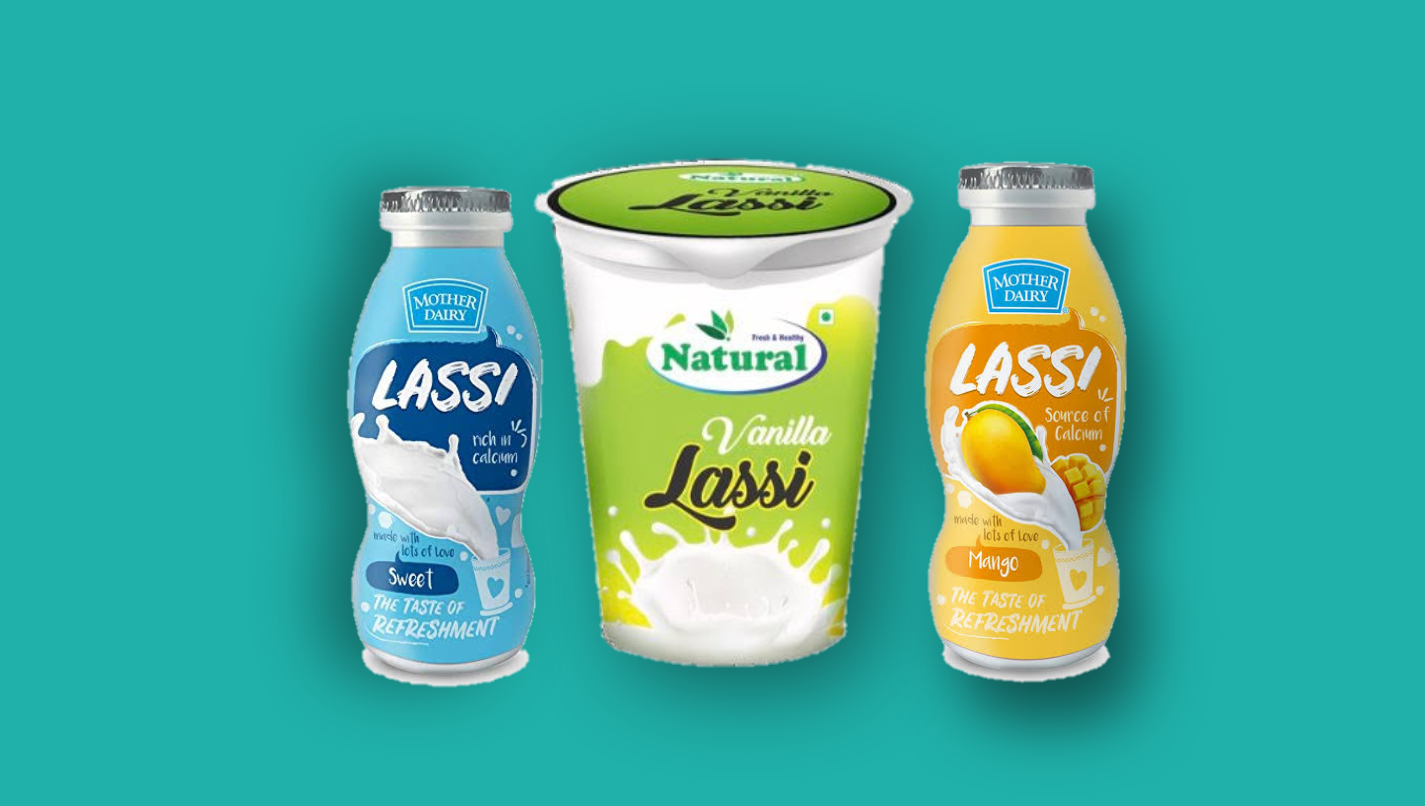 MOTHER
DAIRY
LASSI
rich in
calcium
made with
lots of love
Sweet
THE TASTE OF
REFRESHMENT
Natural
Vanilla
Lassi
Fresh & Healthy
Natural
Vanilla
Lassi
MOTHER
DAIRY
LASSI
Source of
Calcium
made with
lots of love
Mango
THE TASTE OF
REFRESHMENT